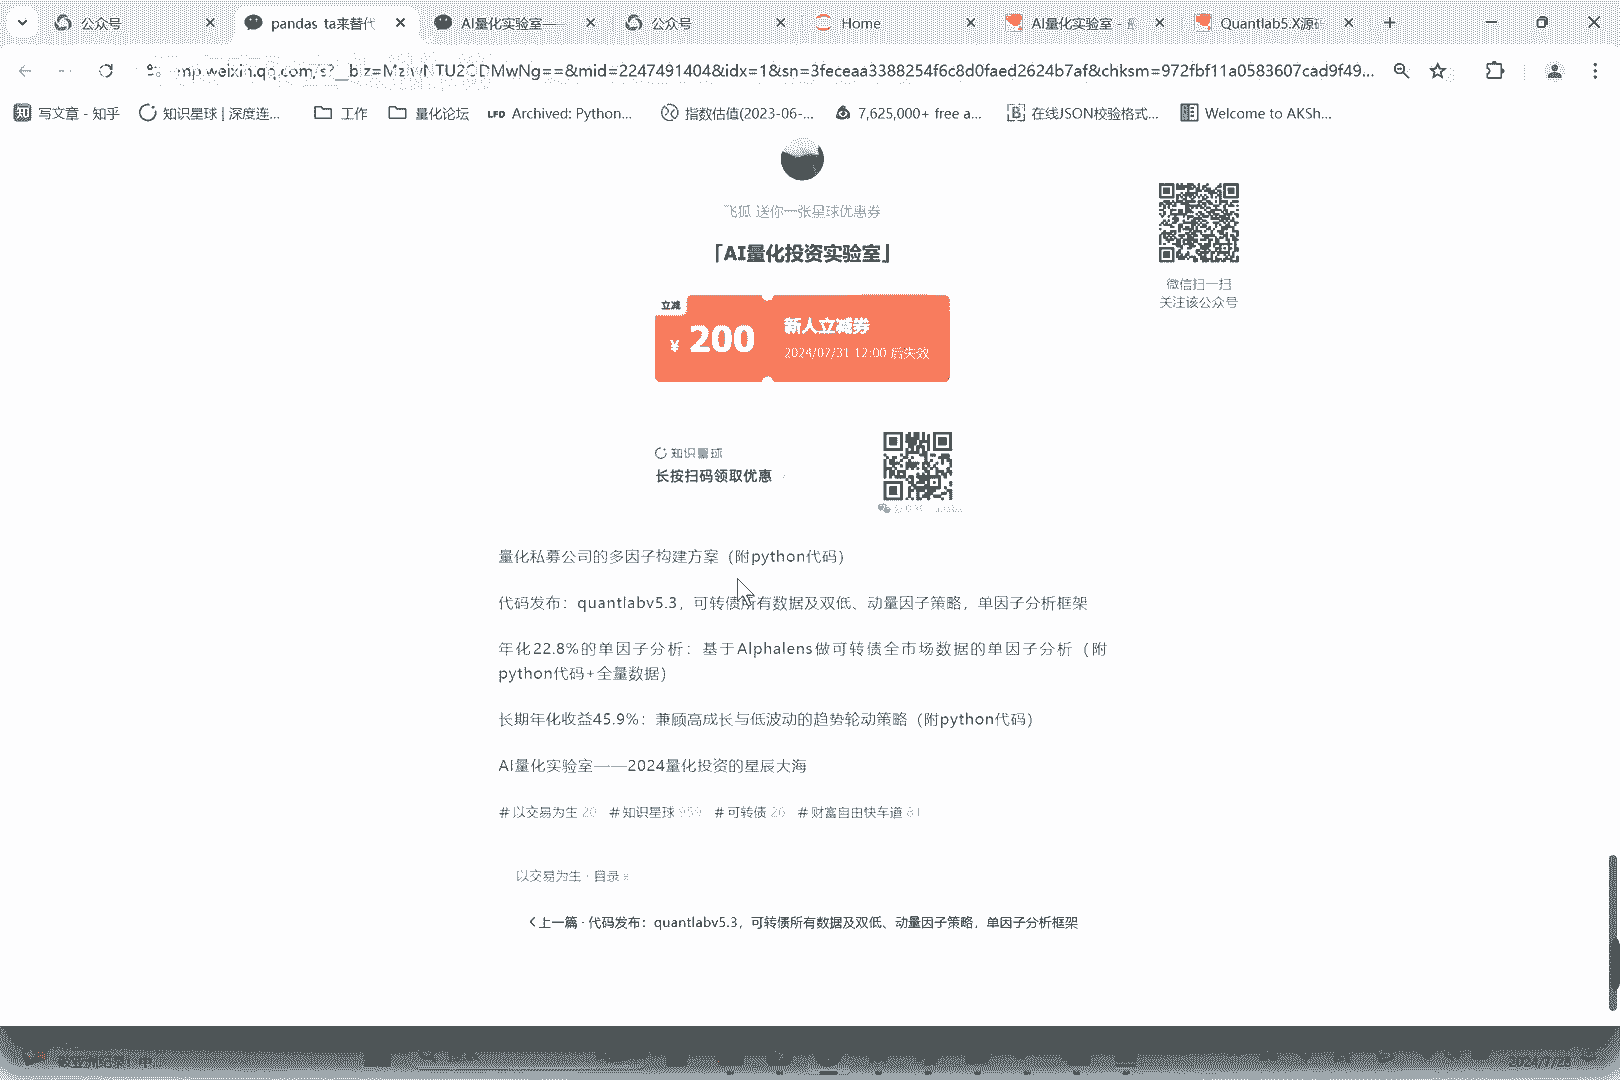 公众号
pandas ta来替代
AI量化实验室——
公众号
Home
AI量化实验室 -
Quantlab5.X源码
mp.weixin.qq.com/s?__biz=MzIwNTU2ODMwNg==&mid=2247491404&idx=1&sn=3feceaa3388254f6c8d0faed2624b7af&chksm=972fbf11a0583607cad9f49...
写文章 - 知乎
知识星球 | 深度连...
工作
量化论坛
LFD Archived: Python...
指数估值(2023-06-...
7,625,000+ free a...
在线JSON校验格式...
Welcome to AKSh...
飞狐 送你一张星球优惠券
「AI量化投资实验室」
立减
¥ 200
新人立减券
2024/07/31 12:00 后失效
微信扫一扫
关注该公众号
知识星球
长按扫码领取优惠
量化私募公司的多因子构建方案（附python代码）
代码发布：quantlabv5.3，可转债所有数据及双低、动量因子策略，单因子分析框架
年化22.8%的单因子分析：基于Alphalens做可转债全市场数据的单因子分析（附
python代码+全量数据）
长期年化收益45.9%：兼顾高成长与低波动的趋势轮动策略（附python代码）
AI量化实验室——2024量化投资的星辰大海
#以交易为生 20 #知识星球 959 #可转债 26 #财富自由快车道 81
以交易为生 · 目录
上一篇 · 代码发布：quantlabv5.3，可转债所有数据及双低、动量因子策略，单因子分析框架